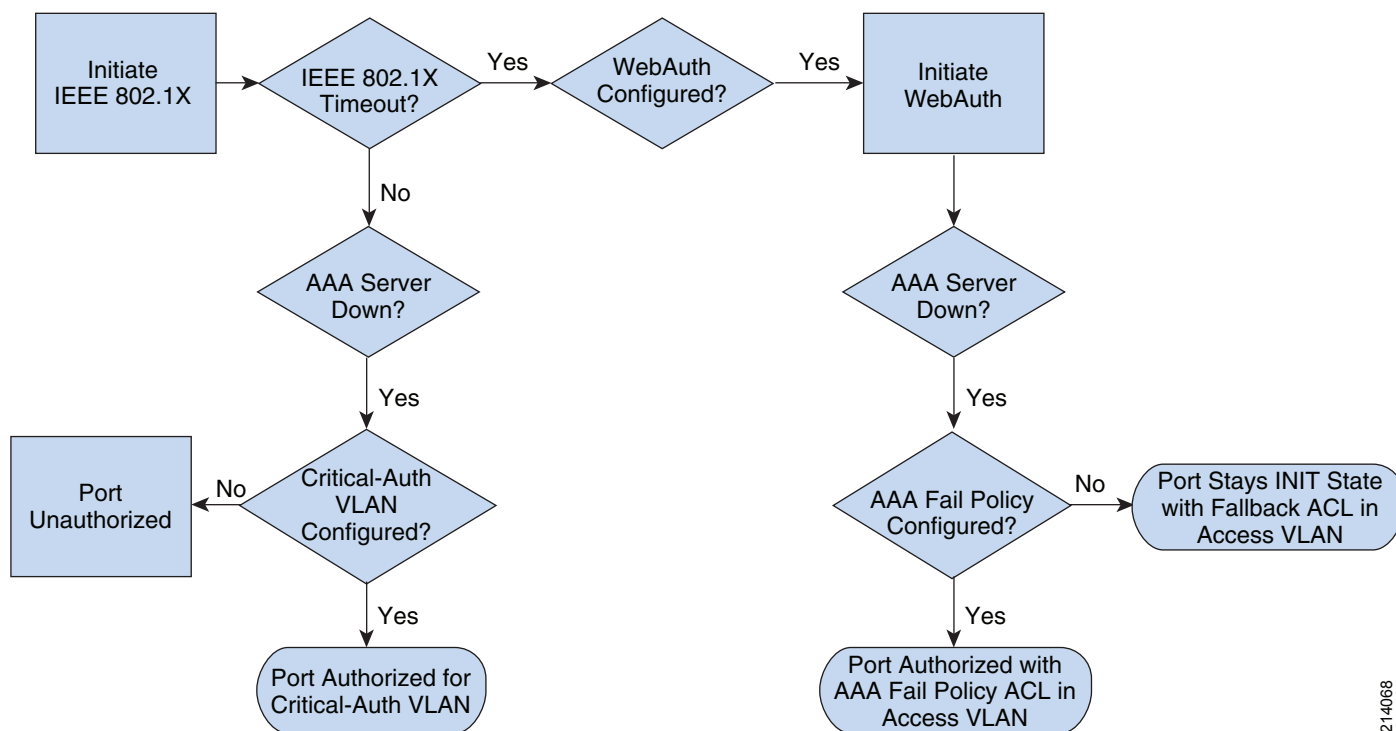 Initiate
IEEE 802.1X
IEEE 802.1X
Timeout?
Yes
WebAuth
Configured?
Yes
Initiate
WebAuth
No
AAA Server
Down?
AAA Server
Down?
Yes
Yes
Port
Unauthorized
No
Critical-Auth
VLAN
Configured?
AAA Fail Policy
Configured?
No
Port Stays INIT State
with Fallback ACL in
Access VLAN
Yes
Yes
Port Authorized for
Critical-Auth VLAN
Port Authorized with
AAA Fail Policy ACL in
Access VLAN
214068